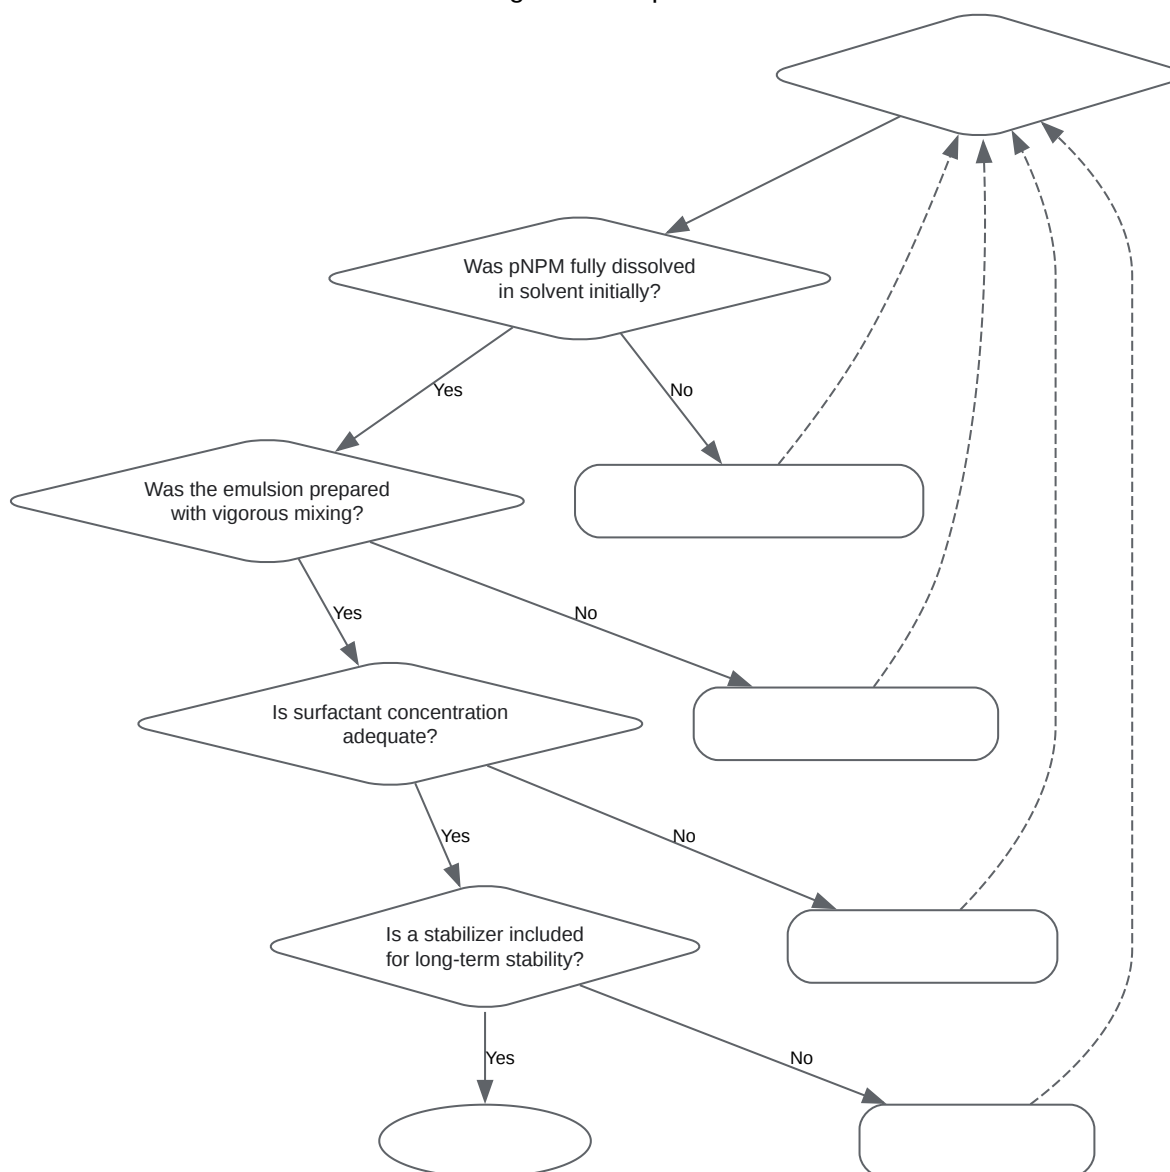 Was pNPM fully dissolved
in solvent initially?
Yes
No
Was the emulsion prepared
with vigorous mixing?
Yes
No
Is surfactant concentration
adequate?
Yes
No
Is a stabilizer included
for long-term stability?
Yes
No